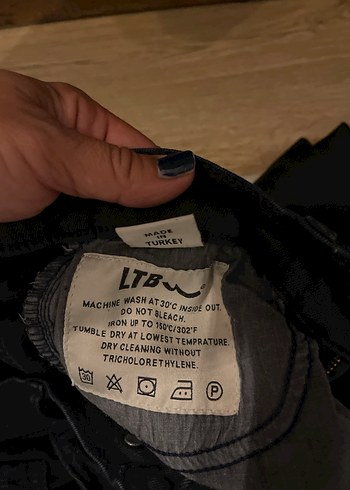 MADE
IN
TURKEY
LTB
MACHINE WASH AT 30°C INSIDE OUT.
DO NOT BLEACH.
IRON UP TO 150°C/302°F
TUMBLE DRY AT LOWEST TEMPRATURE.
DRY CLEANING WITHOUT
TRICHLORETHYLENE.
30 P